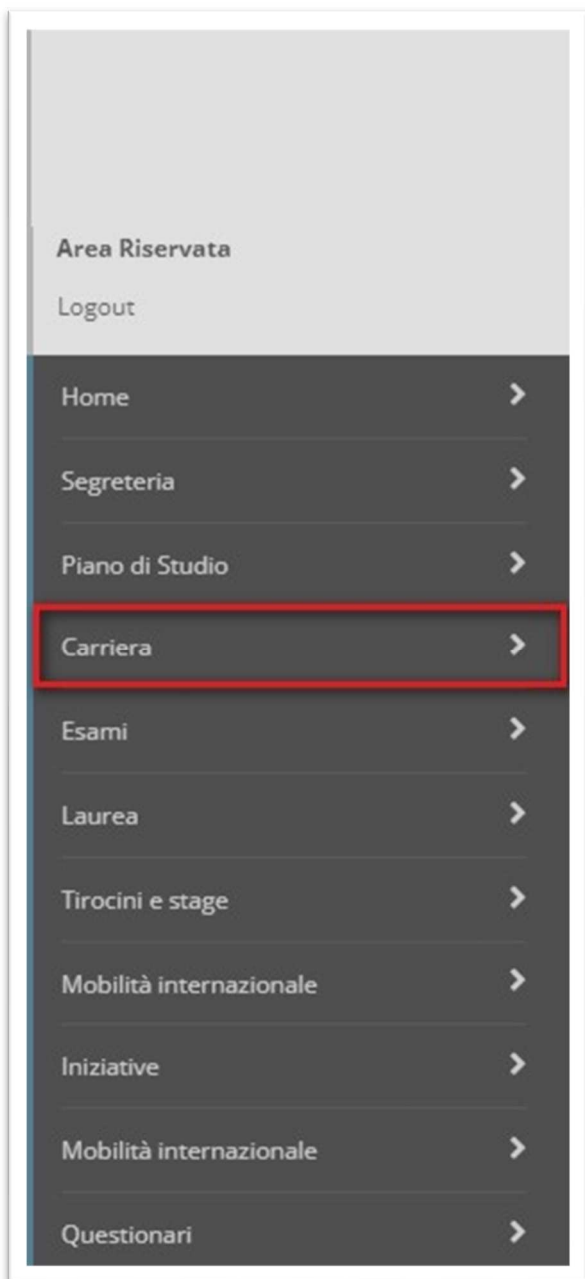 Area Riservata
Logout
Home
Segreteria
Piano di Studio
Carriera
Esami
Laurea
Tirocini e stage
Mobilità internazionale
Iniziative
Mobilità internazionale
Questionari